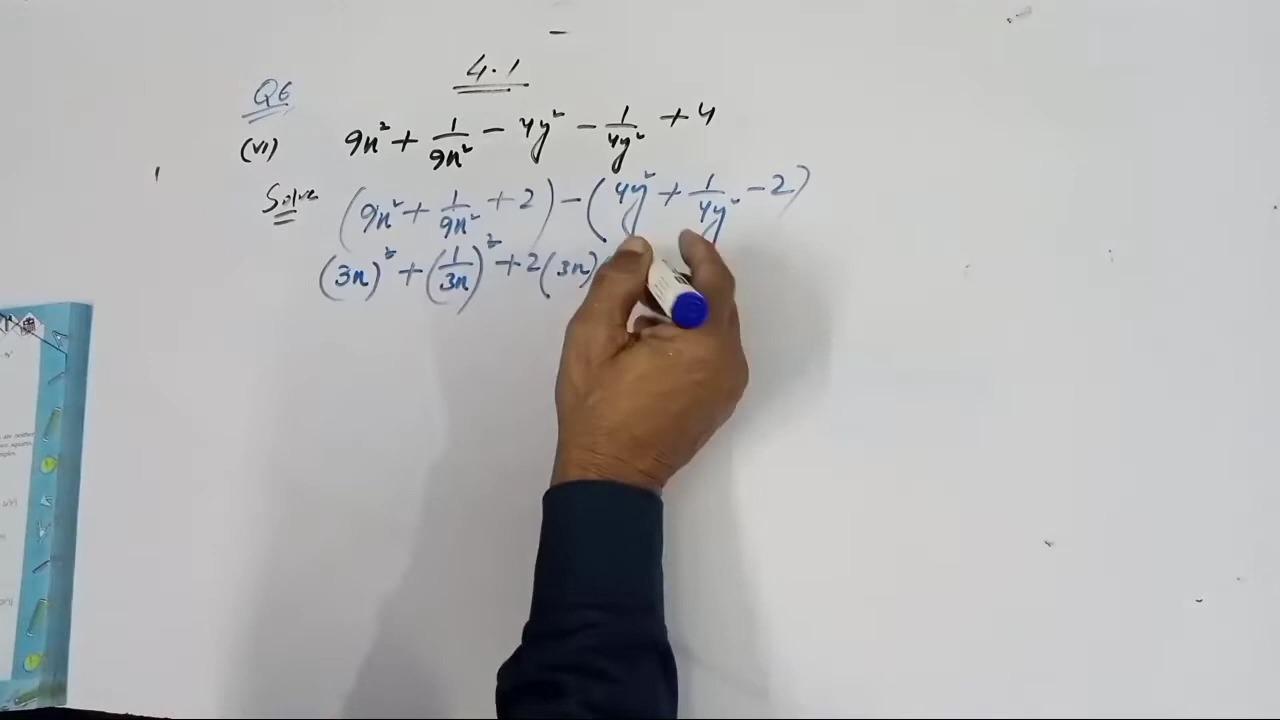 4.1
Q6
(vi) 9x² + 1/9x² - 4y² - 1/4y² + 4
Solve (9x² + 1/9x² + 2) - (4y² + 1/4y² - 2)
(3x)² + (1/3x)² + 2(3x)